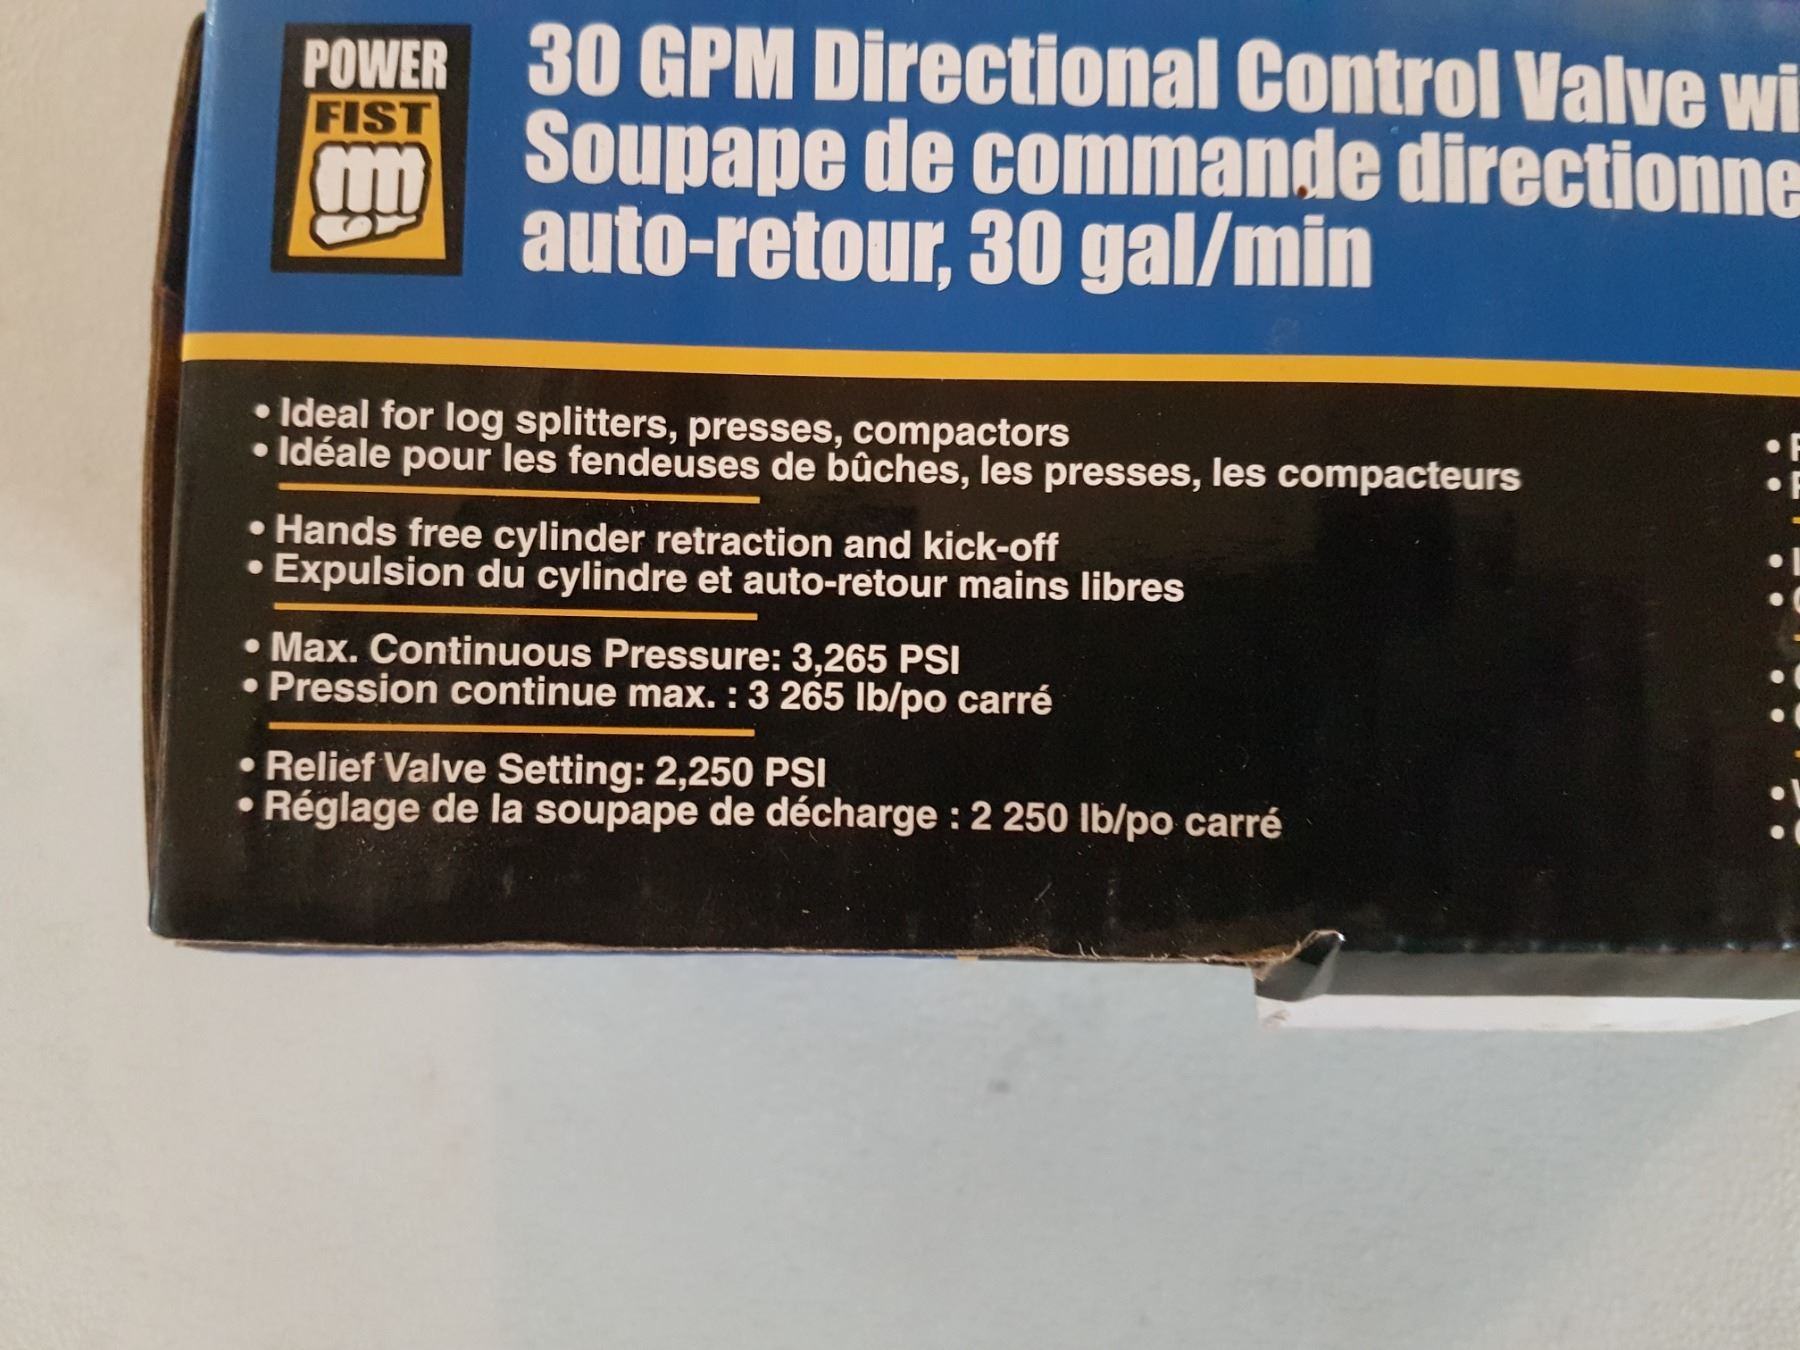 POWER
FIST
30 GPM Directional Control Valve
Soupape de commande
auto-retour, 30 gal/min
• Ideal for log splitters, presses, compactors
• Idéale pour les fendeuses de bûches, les presses, les compacteurs
• Hands free cylinder retraction and kick-off
• Expulsion du cylindre et auto-retour mains libres
• Max. Continuous Pressure: 3,265 PSI
• Pression continue max. : 3 265 lb/po carré
• Relief Valve Setting: 2,250 PSI
• Réglage de la soupape de décharge : 2 250 lb/po carré